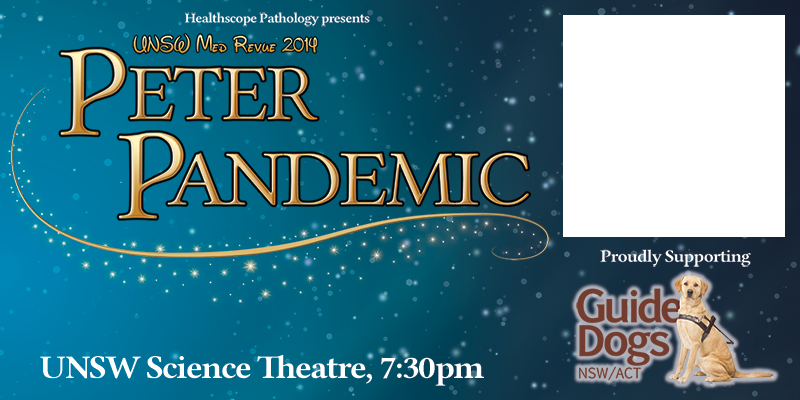 Healthscope Pathology presents
UNSW Med Revue 2014
PETER
PANDEMIC
UNSW Science Theatre, 7:30pm
Proudly Supporting
Guide
Dogs
NSW/ACT